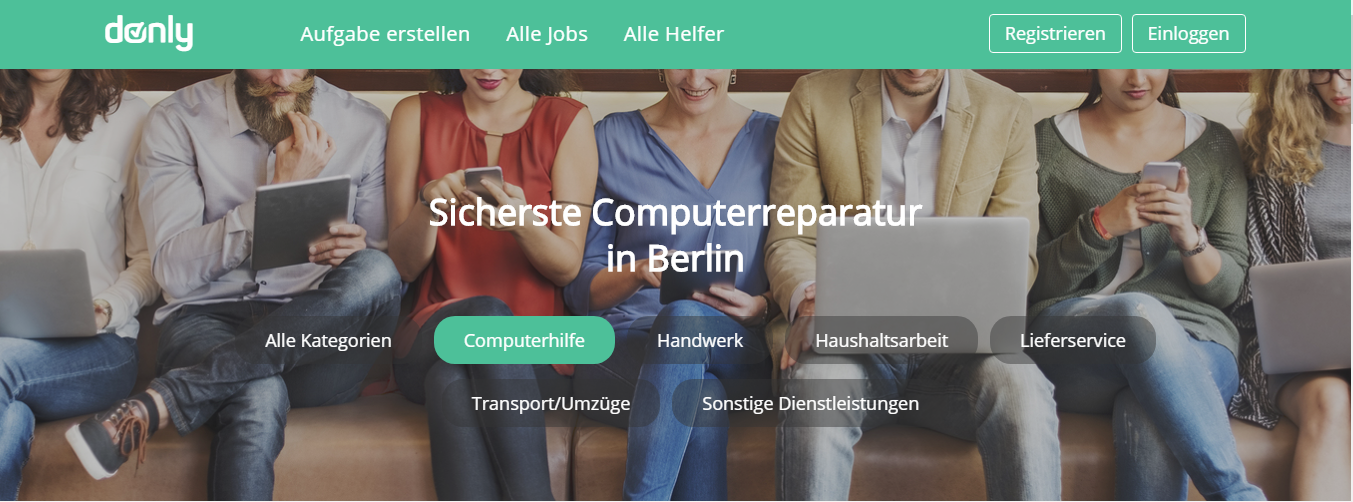 donly
Aufgabe erstellen
Alle Jobs
Alle Helfer
Registrieren
Einloggen
Sicherste Computerreparatur
in Berlin
Alle Kategorien
Computerhilfe
Handwerk
Haushaltsarbeit
Lieferservice
Transport/Umzüge
Sonstige Dienstleistungen